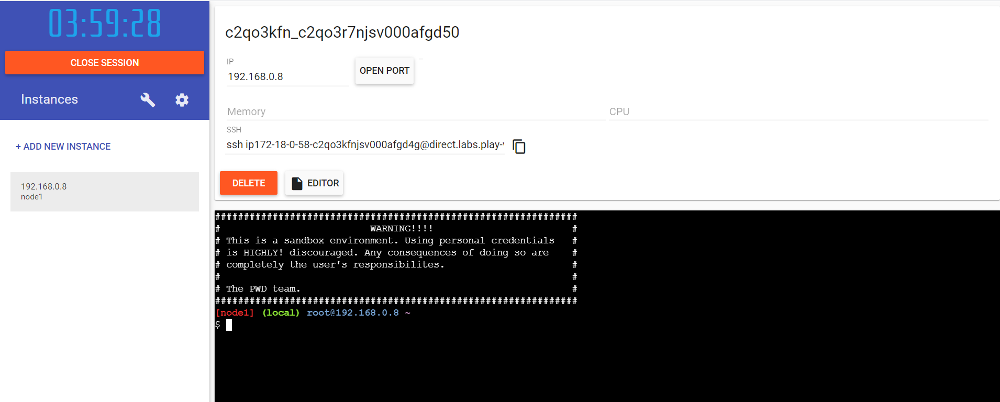 03:59:28
CLOSE SESSION
Instances
+ ADD NEW INSTANCE
192.168.0.8
node1
c2qo3kfn_c2qo3r7njsv000afgd50
IP
192.168.0.8
OPEN PORT
Memory
CPU
SSH
ssh ip172-18-0-58-c2qo3kfnjsv000afgd4g@direct.labs.play-
DELETE
EDITOR
###############################################################
# WARNING!!!! #
# This is a sandbox environment. Using personal credentials #
# is HIGHLY! discouraged. Any consequences of doing so are #
# completely the user's responsibilites. #
# #
# The PWD team. #
###############################################################
[node1] (local) root@192.168.0.8 ~
$